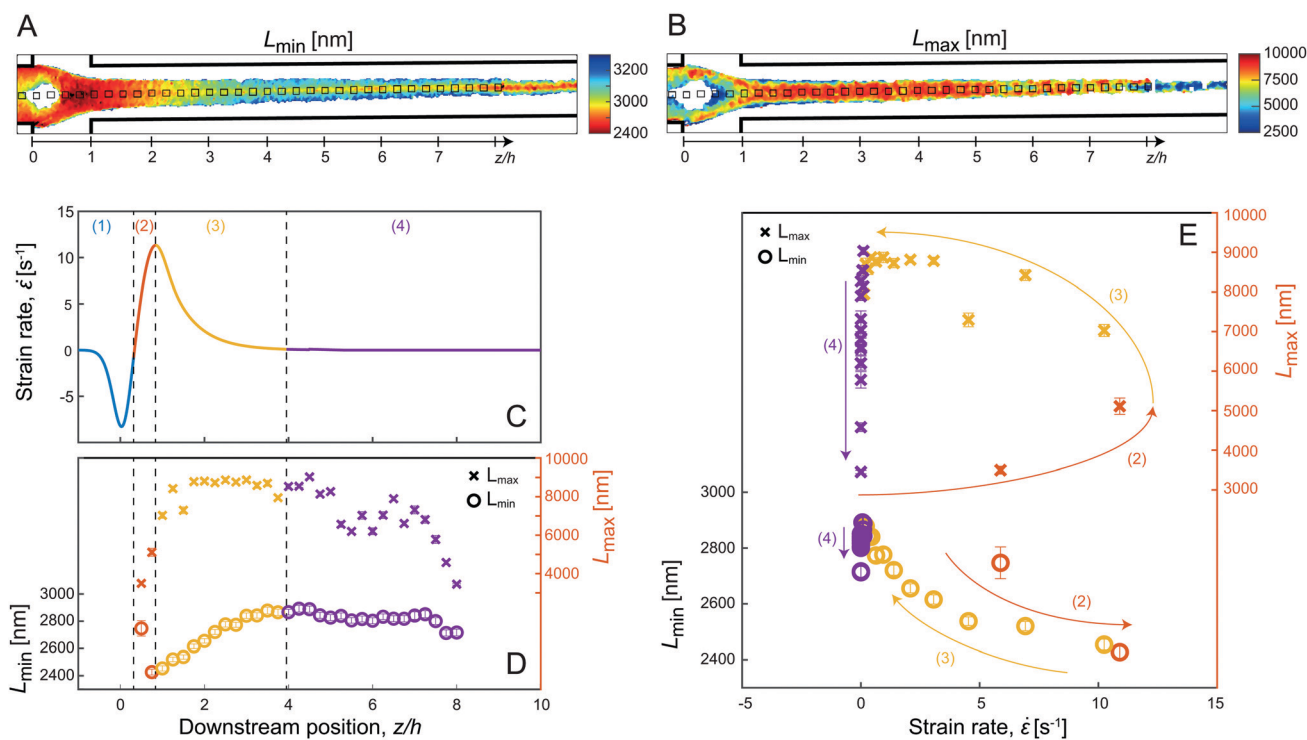 A
L_min [nm]
3200
3000
2400
0 1 2 3 4 5 6 7 z/h
B
L_max [nm]
10000
7500
5000
2500
0 1 2 3 4 5 6 7 z/h
15
10
5
0
-5
Strain rate, ε̇ [s⁻¹]
(1) (2) (3) (4)
C
3000
2800
2600
2400
L_min [nm]
10000
8000
6000
4000
L_max [nm]
L_max
L_min
D
0 2 4 6 8 10
Downstream position, z/h
E
L_max
L_min
10000
9000
8000
7000
6000
5000
4000
3000
L_max [nm]
3000
2800
2600
2400
L_min [nm]
(3)
(4)
(2)
(4)
(2)
(3)
-5 0 5 10 15
Strain rate, ε̇ [s⁻¹]